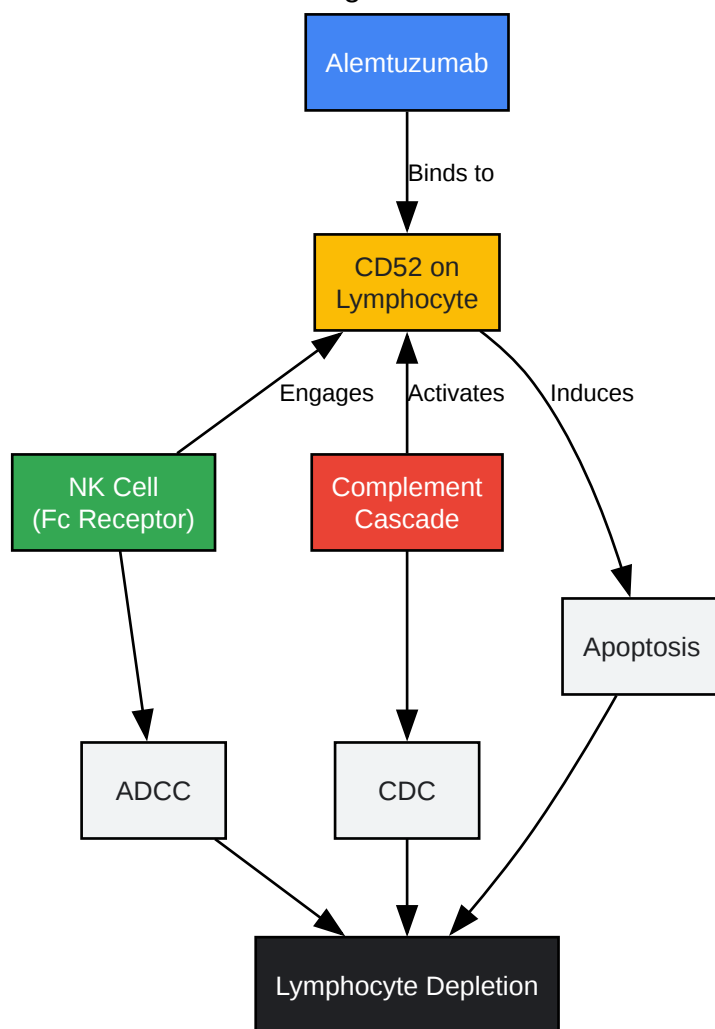 Alemtuzumab
Binds to
CD52 on
Lymphocyte
Engages
Activates
Induces
NK Cell
(Fc Receptor)
Complement
Cascade
Apoptosis
ADCC
CDC
Lymphocyte Depletion